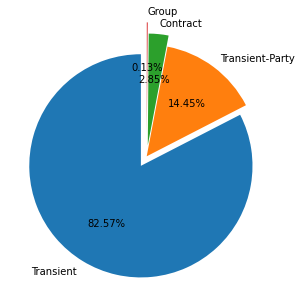 Group
Contract
Transient-Party
0.13%
2.85%
14.45%
82.57%
Transient